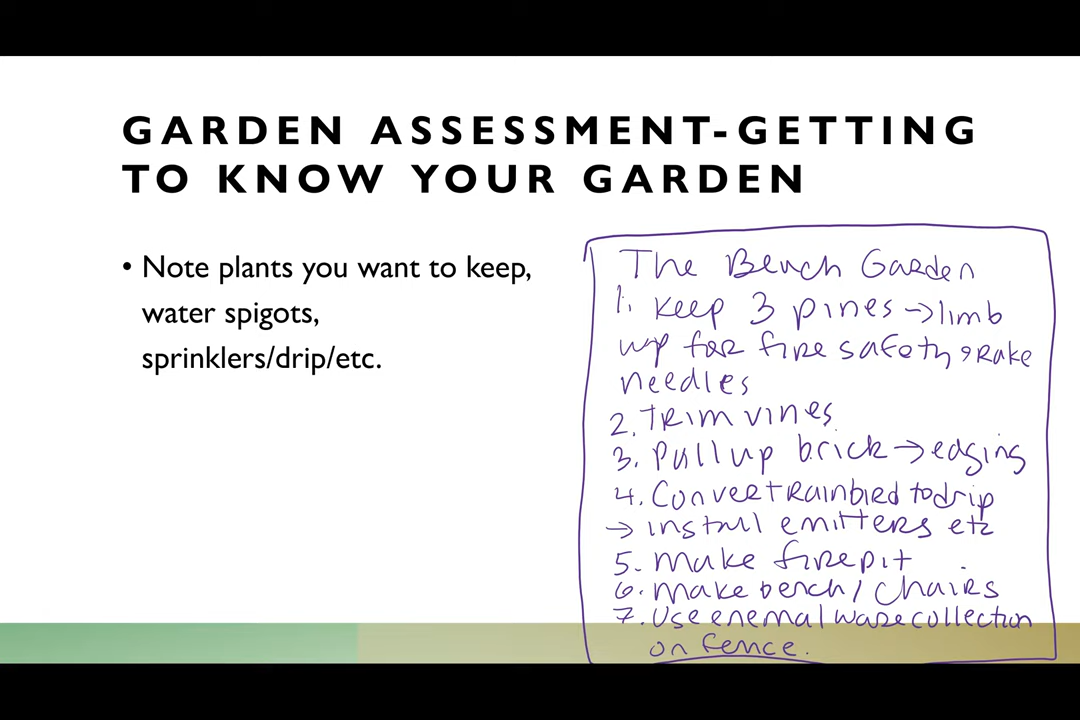 GARDEN ASSESSMENT-GETTING
TO KNOW YOUR GARDEN
• Note plants you want to keep,
water spigots,
sprinklers/drip/etc.
The Bench Garden
1. Keep 3 pines → limb
up for fire safety, rake
needles
2. Trim vines
3. Pull up brick → edging
4. Convert rainbird to drip
→ install emitters etc
5. Make firepit
6. Make bench/chairs
7. Use enemal ware collection
on fence.